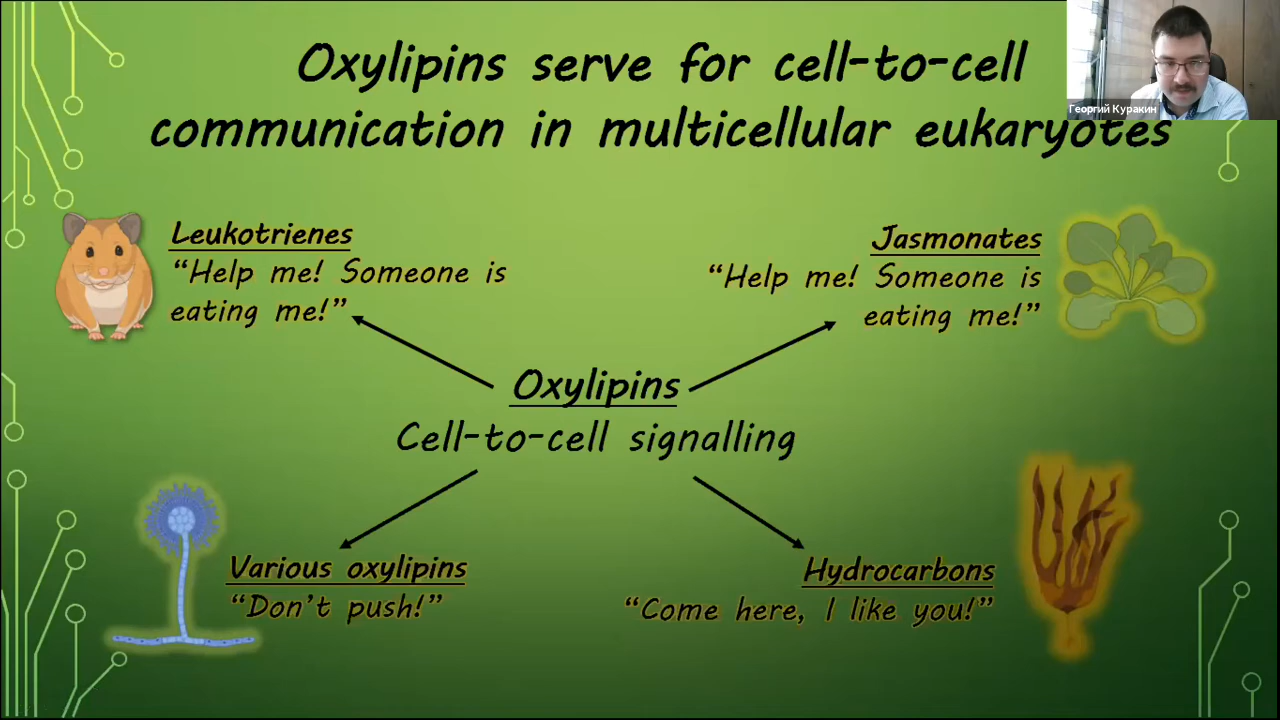 Oxylipins serve for cell-to-cell
communication in multicellular eukaryotes
Георгий Куракин
Leukotrienes
“Help me! Someone is
eating me!”
Jasmonates
“Help me! Someone is
eating me!”
Oxylipins
Cell-to-cell signalling
Various oxylipins
“Don’t push!”
Hydrocarbons
“Come here, I like you!”